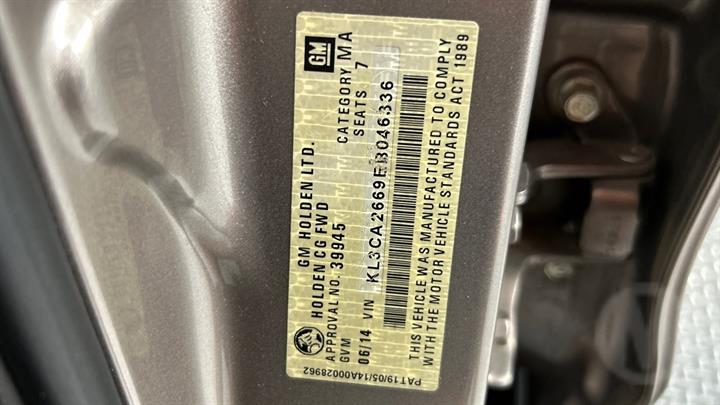 GM HOLDEN LTD.
HOLDEN CG FWD
APPROVAL NO. 39945
CATEGORY MA
GVM
SEATS 7
06/14 VIN KL3CA2669EB046336
THIS VEHICLE WAS MANUFACTURED TO COMPLY
WITH THE MOTOR VEHICLE STANDARDS ACT 1989
PAT19/05/14A00028962
GM